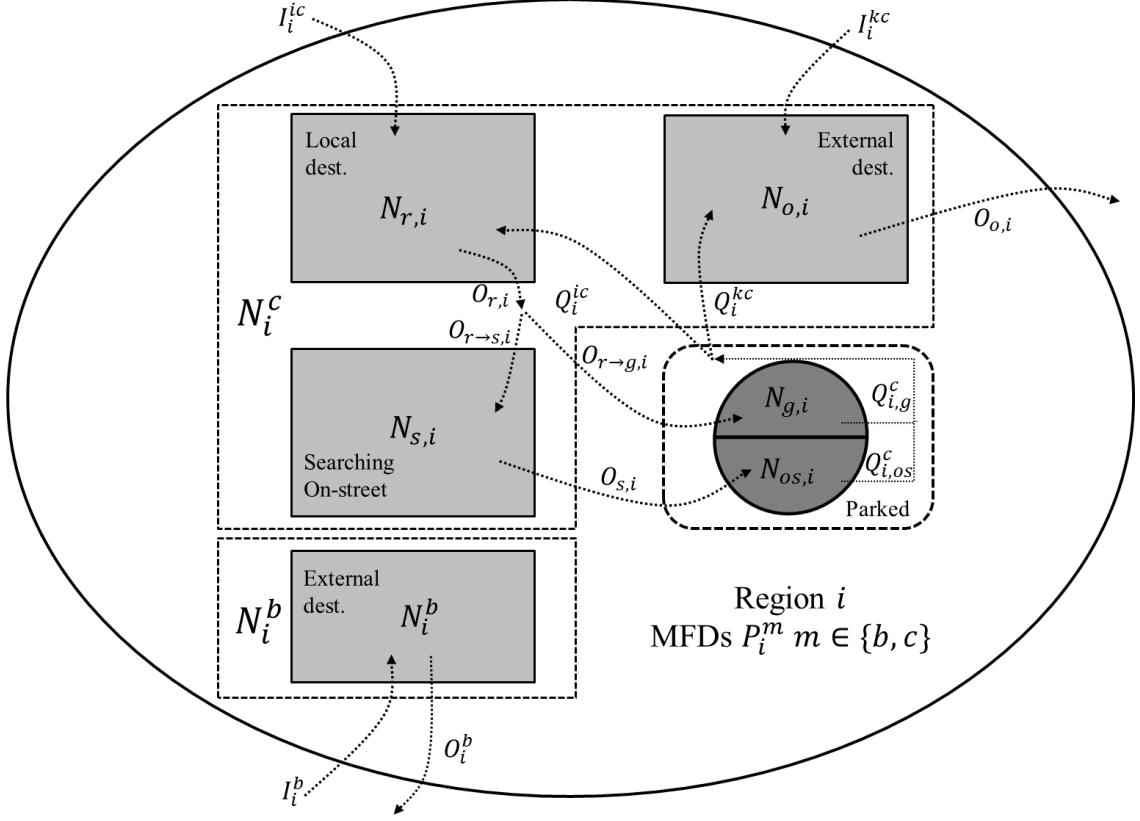 I_i^{ic}
I_i^{kc}
Local
dest.
N_{r,i}
External
dest.
N_{o,i}
O_{o,i}
O_{r,i}
Q_i^{ic}
Q_i^{kc}
N_i^c
O_{r→s,i}
O_{r→g,i}
N_{g,i}
Q_{i,g}^c
N_{s,i}
Searching
On-street
O_{s,i}
N_{os,i}
Q_{i,os}^c
Parked
External
dest.
N_i^b
N_i^b
Region i
MFDs P_i^m m ∈ {b, c}
O_i^b
I_i^b